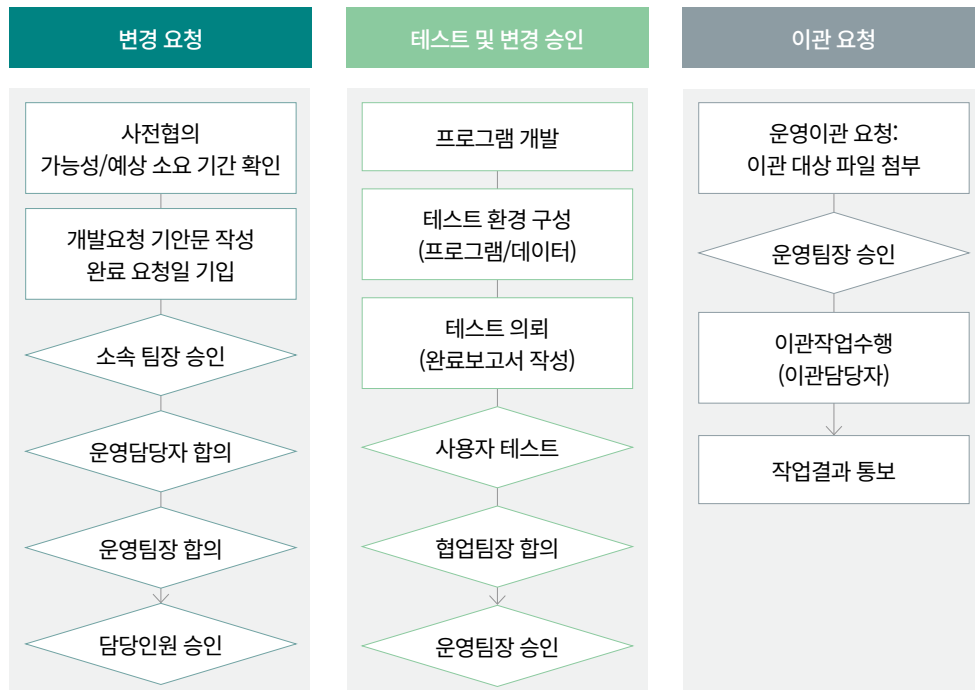 변경 요청
사전협의
가능성/예상 소요 기간 확인
개발요청 기안문 작성
완료 요청일 기입
소속 팀장 승인
운영담당자 합의
운영팀장 합의
담당인원 승인
테스트 및 변경 승인
프로그램 개발
테스트 환경 구성
(프로그램/데이터)
테스트 의뢰
(완료보고서 작성)
사용자 테스트
협업팀장 합의
운영팀장 승인
이관 요청
운영이관 요청:
이관 대상 파일 첨부
운영팀장 승인
이관작업수행
(이관담당자)
작업결과 통보